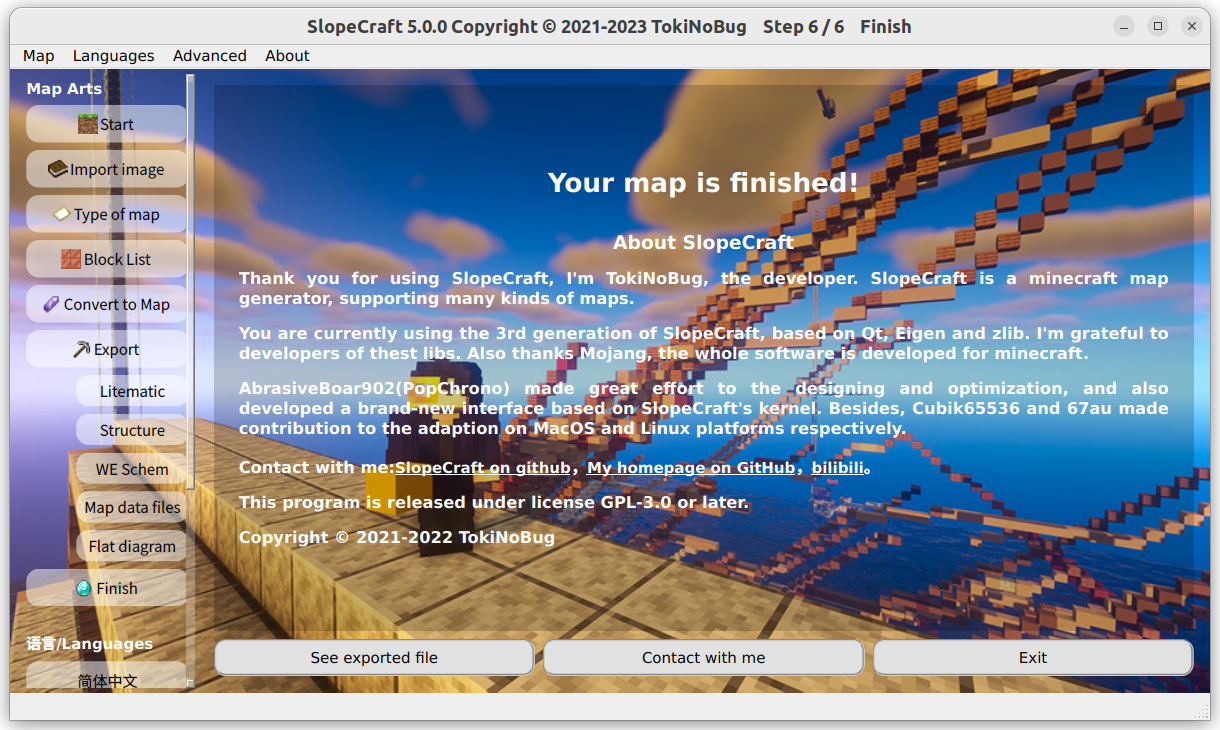 SlopeCraft 5.0.0 Copyright © 2021-2023 TokiNoBug    Step 6 / 6    Finish
Map Languages Advanced About
Map Arts
Start
Import image
Type of map
Block List
Convert to Map
Export
Litematic
Structure
WE Schem
Map data files
Flat diagram
Finish
语言/Languages
简体中文
Your map is finished!
About SlopeCraft
Thank you for using SlopeCraft, I'm TokiNoBug, the developer. SlopeCraft is a minecraft map
generator, supporting many kinds of maps.
You are currently using the 3rd generation of SlopeCraft, based on Qt, Eigen and zlib. I'm grateful to
developers of thest libs. Also thanks Mojang, the whole software is developed for minecraft.
AbrasiveBoar902(PopChrono) made great effort to the designing and optimization, and also
developed a brand-new interface based on SlopeCraft's kernel. Besides, Cubik65536 and 67au made
contribution to the adaption on MacOS and Linux platforms respectively.
Contact with me:SlopeCraft on github，My homepage on GitHub，bilibili。
This program is released under license GPL-3.0 or later.
Copyright © 2021-2022 TokiNoBug
See exported file
Contact with me
Exit